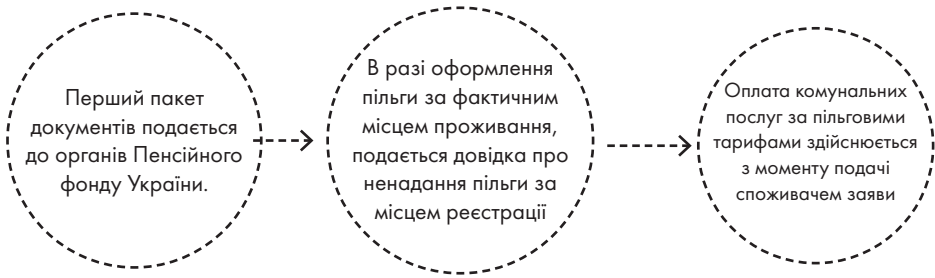 Перший пакет
документів подається
до органів Пенсійного
фонду України.
В разі оформлення
пільги за фактичним
місцем проживання,
подається довідка про
ненадання пільги за
місцем реєстрації
Оплата комунальних
послуг за пільговими
тарифами здійснюється
з моменту подачі
споживачем заяви